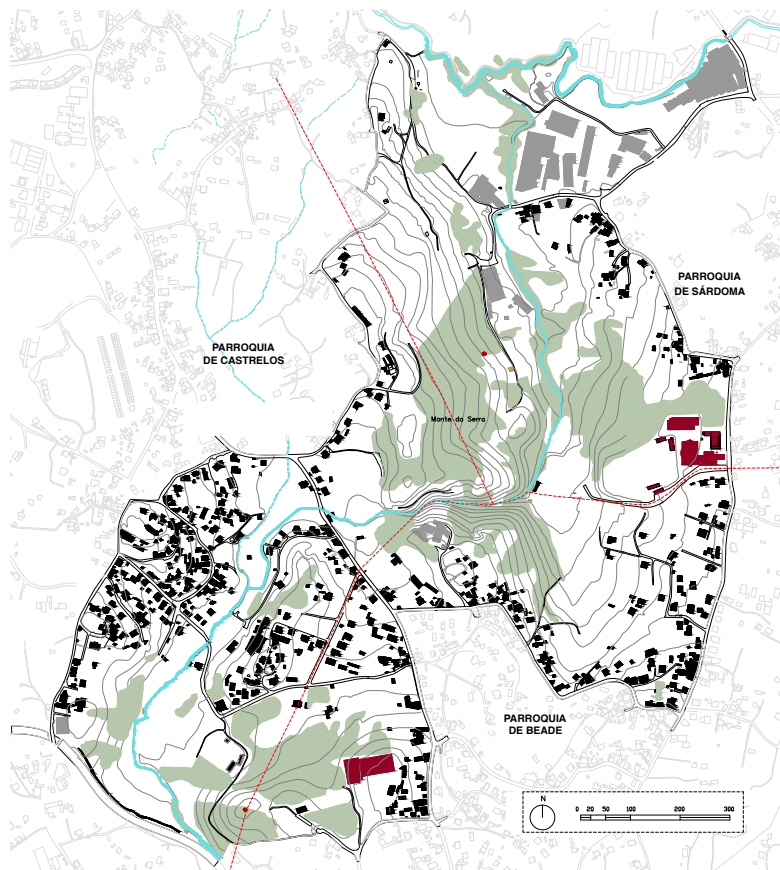 PARROQUIA
DE SÁRDOMA
PARROQUIA
DE CASTRELOS
Monte da Serra
PARROQUIA
DE BEADE
N
0 20 50 100 200 300